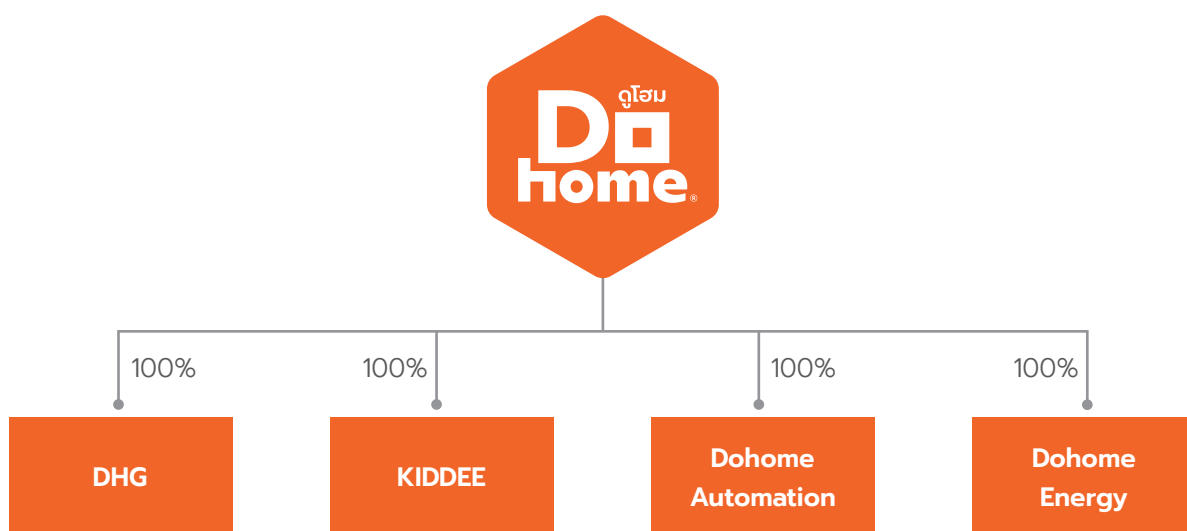 ดูโฮม
Do
home®
100%
100%
100%
100%
DHG
KIDDEE
Dohome
Automation
Dohome
Energy